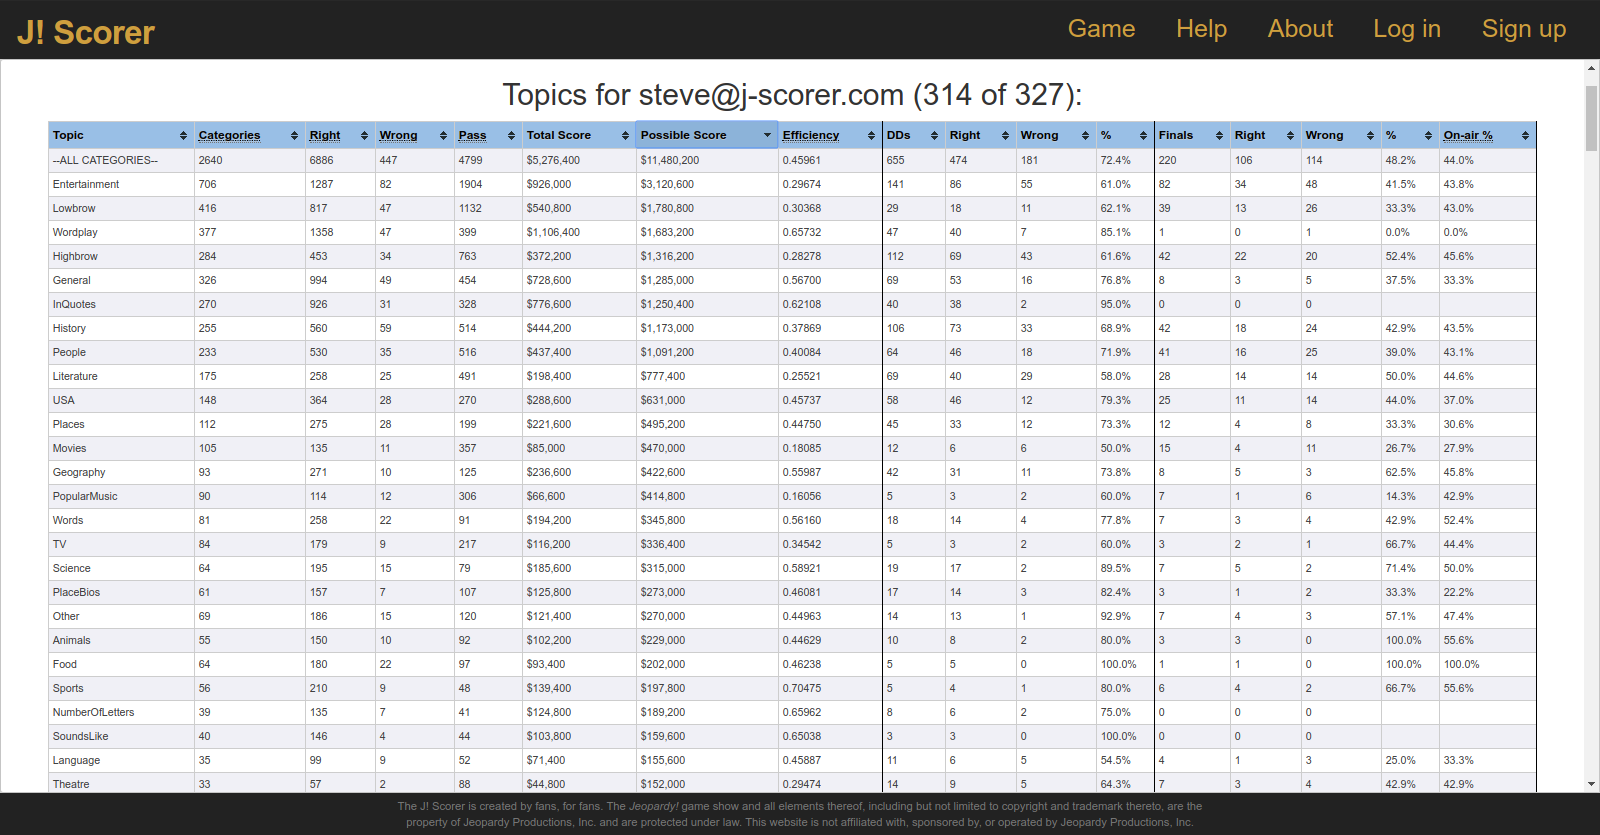 J! Scorer
Game Help About Log in Sign up
Topics for steve@j-scorer.com (314 of 327):
Topic Categories Right Wrong Pass Total Score Possible Score Efficiency DDs Right Wrong % Finals Right Wrong % On-air %
--ALL CATEGORIES-- 2640 6886 447 4799 $5,276,400 $11,480,200 0.45961 655 474 181 72.4% 220 106 114 48.2% 44.0%
Entertainment 706 1287 82 1904 $926,000 $3,120,600 0.29674 141 86 55 61.0% 82 34 48 41.5% 43.8%
Lowbrow 416 817 47 1132 $540,800 $1,780,800 0.30368 29 18 11 62.1% 39 13 26 33.3% 43.0%
Wordplay 377 1358 47 399 $1,106,400 $1,683,200 0.65732 47 40 7 85.1% 1 0 1 0.0% 0.0%
Highbrow 284 453 34 763 $372,200 $1,316,200 0.28278 112 69 43 61.6% 42 22 20 52.4% 45.6%
General 326 994 49 454 $728,600 $1,285,000 0.56700 69 53 16 76.8% 8 3 5 37.5% 33.3%
InQuotes 270 926 31 328 $776,600 $1,250,400 0.62108 40 38 2 95.0% 0 0 0
History 255 560 59 514 $444,200 $1,173,000 0.37869 106 73 33 68.9% 42 18 24 42.9% 43.5%
People 233 530 35 516 $437,400 $1,091,200 0.40084 64 46 18 71.9% 41 16 25 39.0% 43.1%
Literature 175 258 25 491 $198,400 $777,400 0.25521 69 40 29 58.0% 28 14 14 50.0% 44.6%
USA 148 364 28 270 $288,600 $631,000 0.45737 58 46 12 79.3% 25 11 14 44.0% 37.0%
Places 112 275 28 199 $221,600 $495,200 0.44750 45 33 12 73.3% 12 4 8 33.3% 30.6%
Movies 105 135 11 357 $85,000 $470,000 0.18085 12 6 6 50.0% 15 4 11 26.7% 27.9%
Geography 93 271 10 125 $236,600 $422,600 0.55987 42 31 11 73.8% 8 5 3 62.5% 45.8%
PopularMusic 90 114 12 306 $66,600 $414,800 0.16056 5 3 2 60.0% 7 1 6 14.3% 42.9%
Words 81 258 22 91 $194,200 $345,800 0.56160 18 14 4 77.8% 7 3 4 42.9% 52.4%
TV 84 179 9 217 $116,200 $336,400 0.34542 5 3 2 60.0% 3 2 1 66.7% 44.4%
Science 64 195 15 79 $185,600 $315,000 0.58921 19 17 2 89.5% 7 5 2 71.4% 50.0%
PlaceBios 61 157 7 107 $125,800 $273,000 0.46081 17 14 3 82.4% 3 1 2 33.3% 22.2%
Other 69 186 15 120 $121,400 $270,000 0.44963 14 13 1 92.9% 7 4 3 57.1% 47.4%
Animals 55 150 10 92 $102,200 $229,000 0.44629 10 8 2 80.0% 3 3 0 100.0% 55.6%
Food 64 180 22 97 $93,400 $202,000 0.46238 5 5 0 100.0% 1 1 0 100.0% 100.0%
Sports 56 210 9 48 $139,400 $197,800 0.70475 5 4 1 80.0% 6 4 2 66.7% 55.6%
NumberOfLetters 39 135 7 41 $124,800 $189,200 0.65962 8 6 2 75.0% 0 0 0
SoundsLike 40 146 4 44 $103,800 $159,600 0.65038 3 3 0 100.0% 0 0 0
Language 35 99 9 52 $71,400 $155,600 0.45887 11 6 5 54.5% 4 1 3 25.0% 33.3%
Theatre 33 57 2 88 $44,800 $152,000 0.29474 14 9 5 64.3% 7 3 4 42.9% 42.9%
The J! Scorer is created by fans, for fans. The Jeopardy! game show and all elements thereof, including but not limited to copyright and trademark thereto, are the
property of Jeopardy Productions, Inc. and are protected under law. This website is not affiliated with, sponsored by, or operated by Jeopardy Productions, Inc.